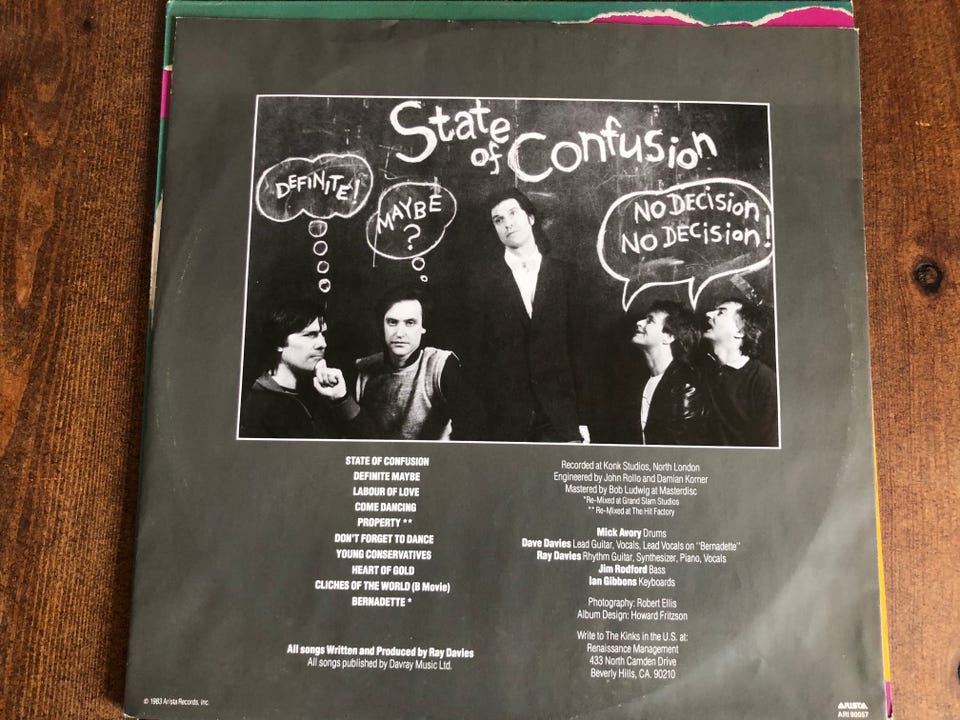 State
of Confusion
DEFINITE!
MAYBE
?
NO DECISION
NO DECISION!
STATE OF CONFUSION
DEFINITE MAYBE
LABOUR OF LOVE
COME DANCING
PROPERTY **
DON'T FORGET TO DANCE
YOUNG CONSERVATIVES
HEART OF GOLD
CLICHES OF THE WORLD (B Movie)
BERNADETTE *
All songs Written and Produced by Ray Davies
All songs published by Davray Music Ltd.
Recorded at Konk Studios, North London
Engineered by John Rollo and Damian Korner
Mastered by Bob Ludwig at Masterdisc
*Re-Mixed at Grand Slam Studios
** Re-Mixed at The Hit Factory
Mick Avory Drums
Dave Davies Lead Guitar, Vocals, Lead Vocals on "Bernadette"
Ray Davies Rhythm Guitar, Synthesizer, Piano, Vocals
Jim Rodford Bass
Ian Gibbons Keyboards
Photography: Robert Ellis
Album Design: Howard Fritzson
Write to The Kinks in the U.S. at:
Renaissance Management
433 North Camden Drive
Beverly Hills, CA. 90210
© 1983 Arista Records, Inc.
ARISTA
ARI 90057